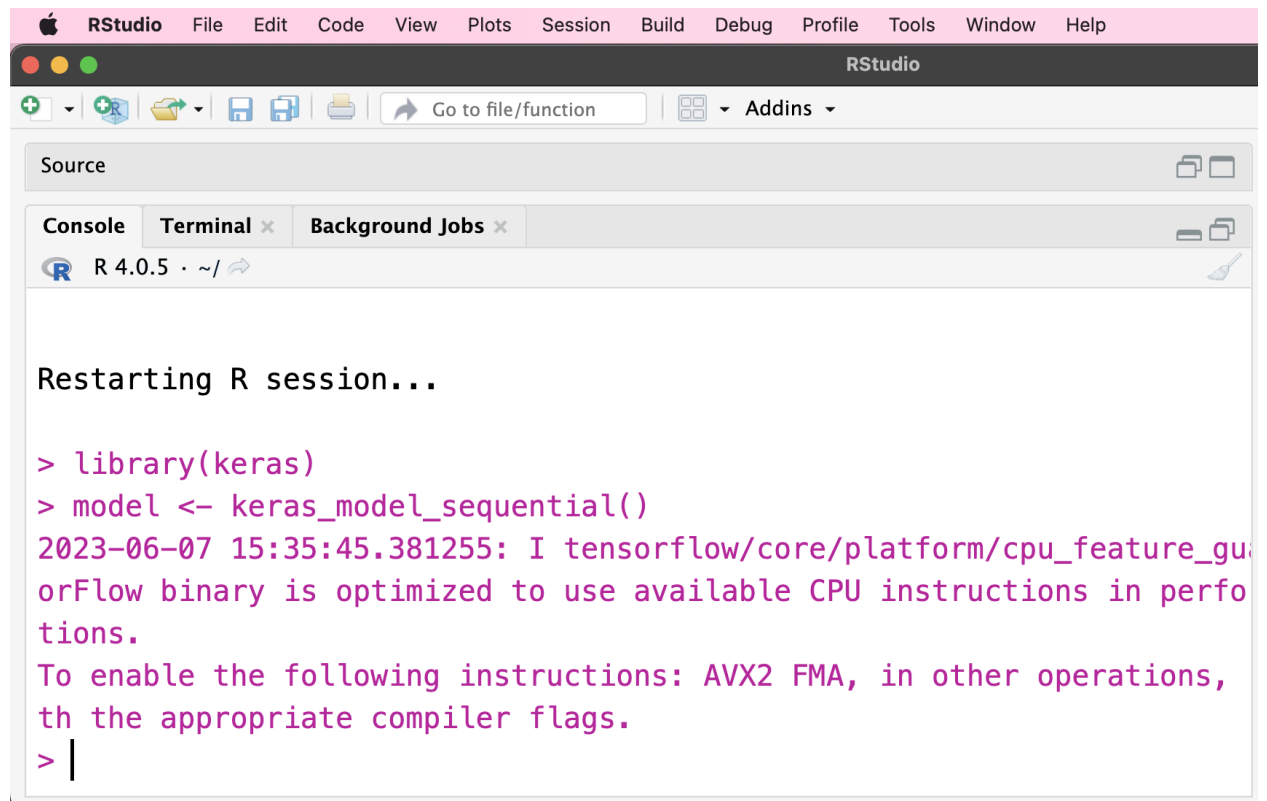 RStudio File Edit Code View Plots Session Build Debug Profile Tools Window Help
RStudio
Go to file/function Addins
Source
Console Terminal Background Jobs
R 4.0.5 · ~/
Restarting R session...
> library(keras)
> model <- keras_model_sequential()
2023-06-07 15:35:45.381255: I tensorflow/core/platform/cpu_feature_gu
orFlow binary is optimized to use available CPU instructions in perfo
tions.
To enable the following instructions: AVX2 FMA, in other operations,
th the appropriate compiler flags.
>